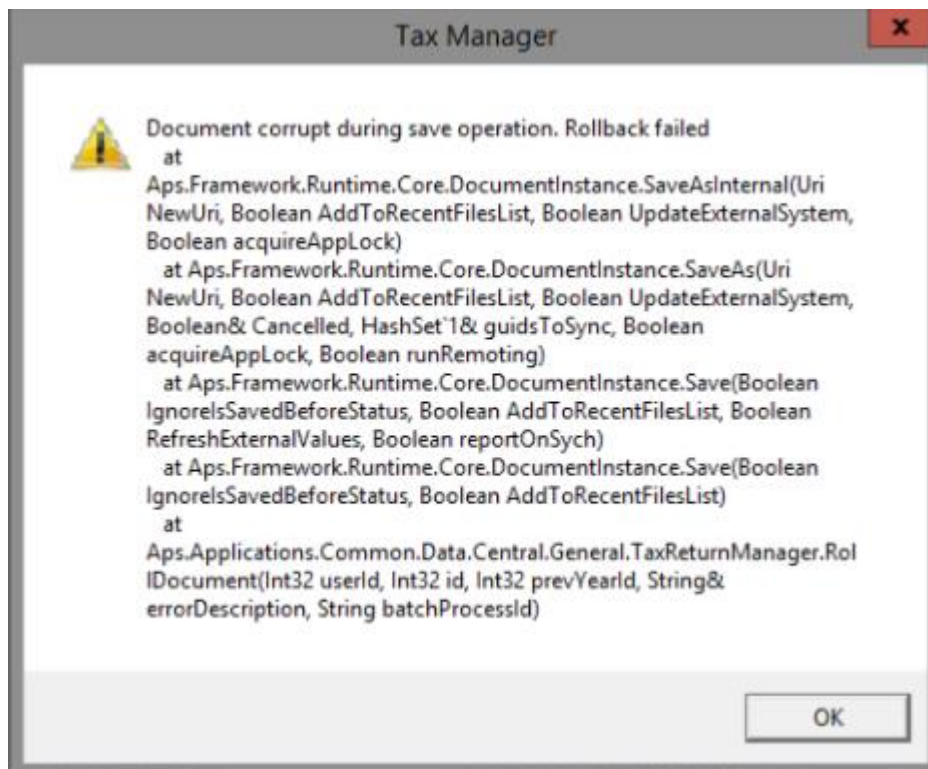 Tax Manager
x
Document corrupt during save operation. Rollback failed
at
Aps.Framework.Runtime.Core.DocumentInstance.SaveAsInternal(Uri
NewUri, Boolean AddToRecentFilesList, Boolean UpdateExternalSystem,
Boolean acquireAppLock)
at Aps.Framework.Runtime.Core.DocumentInstance.SaveAs(Uri
NewUri, Boolean AddToRecentFilesList, Boolean UpdateExternalSystem,
Boolean& Cancelled, HashSet`1& guidsToSync, Boolean
acquireAppLock, Boolean runRemoting)
at Aps.Framework.Runtime.Core.DocumentInstance.Save(Boolean
IgnoreIsSavedBeforeStatus, Boolean AddToRecentFilesList, Boolean
RefreshExternalValues, Boolean reportOnSych)
at Aps.Framework.Runtime.Core.DocumentInstance.Save(Boolean
IgnoreIsSavedBeforeStatus, Boolean AddToRecentFilesList)
at
Aps.Applications.Common.Data.Central.General.TaxReturnManager.Rol
lDocument(Int32 userId, Int32 id, Int32 prevYearId, String&
errorDescription, String batchProcessId)
OK